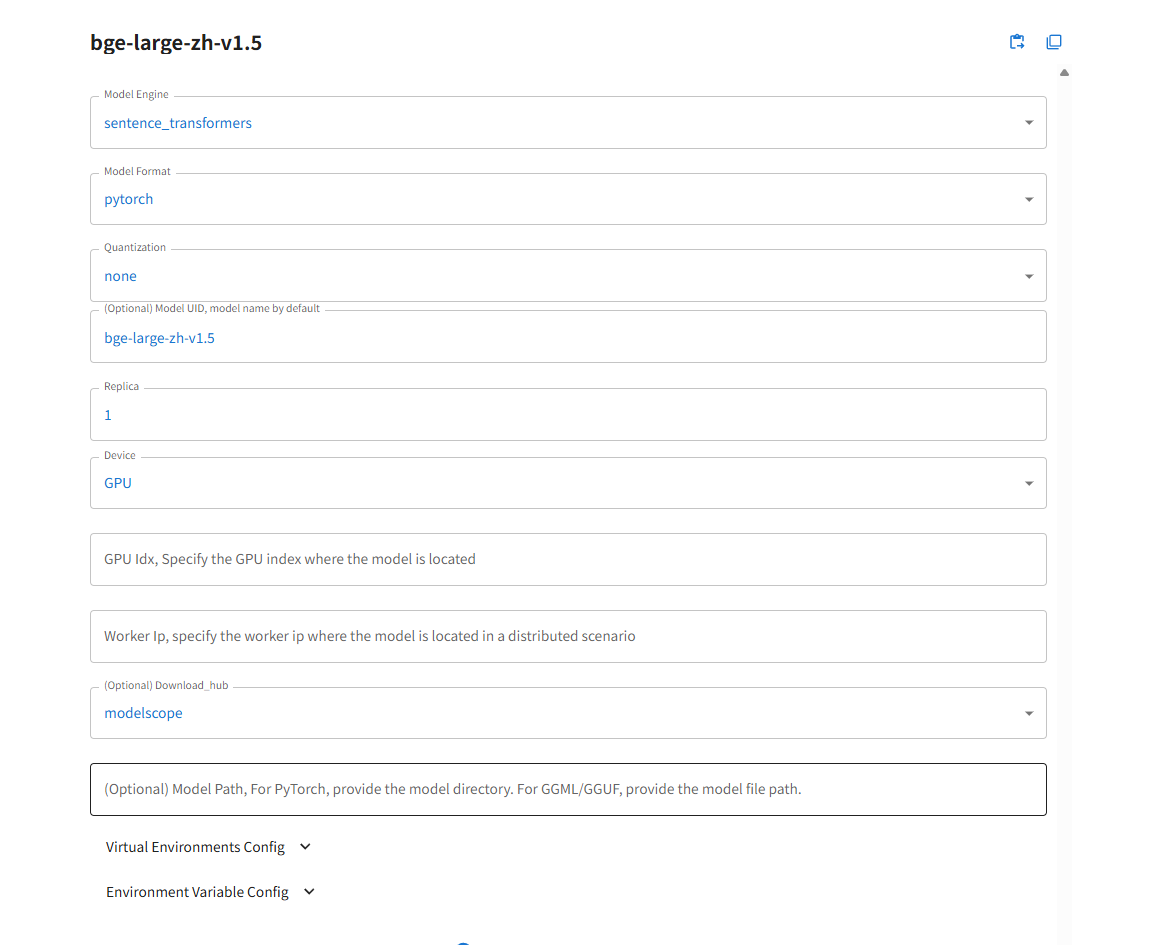 bge-large-zh-v1.5
Model Engine
sentence_transformers
Model Format
pytorch
Quantization
none
(Optional) Model UID, model name by default
bge-large-zh-v1.5
Replica
1
Device
GPU
GPU Idx, Specify the GPU index where the model is located
Worker Ip, specify the worker ip where the model is located in a distributed scenario
(Optional) Download_hub
modelscope
(Optional) Model Path, For PyTorch, provide the model directory. For GGML/GGUF, provide the model file path.
Virtual Environments Config
Environment Variable Config